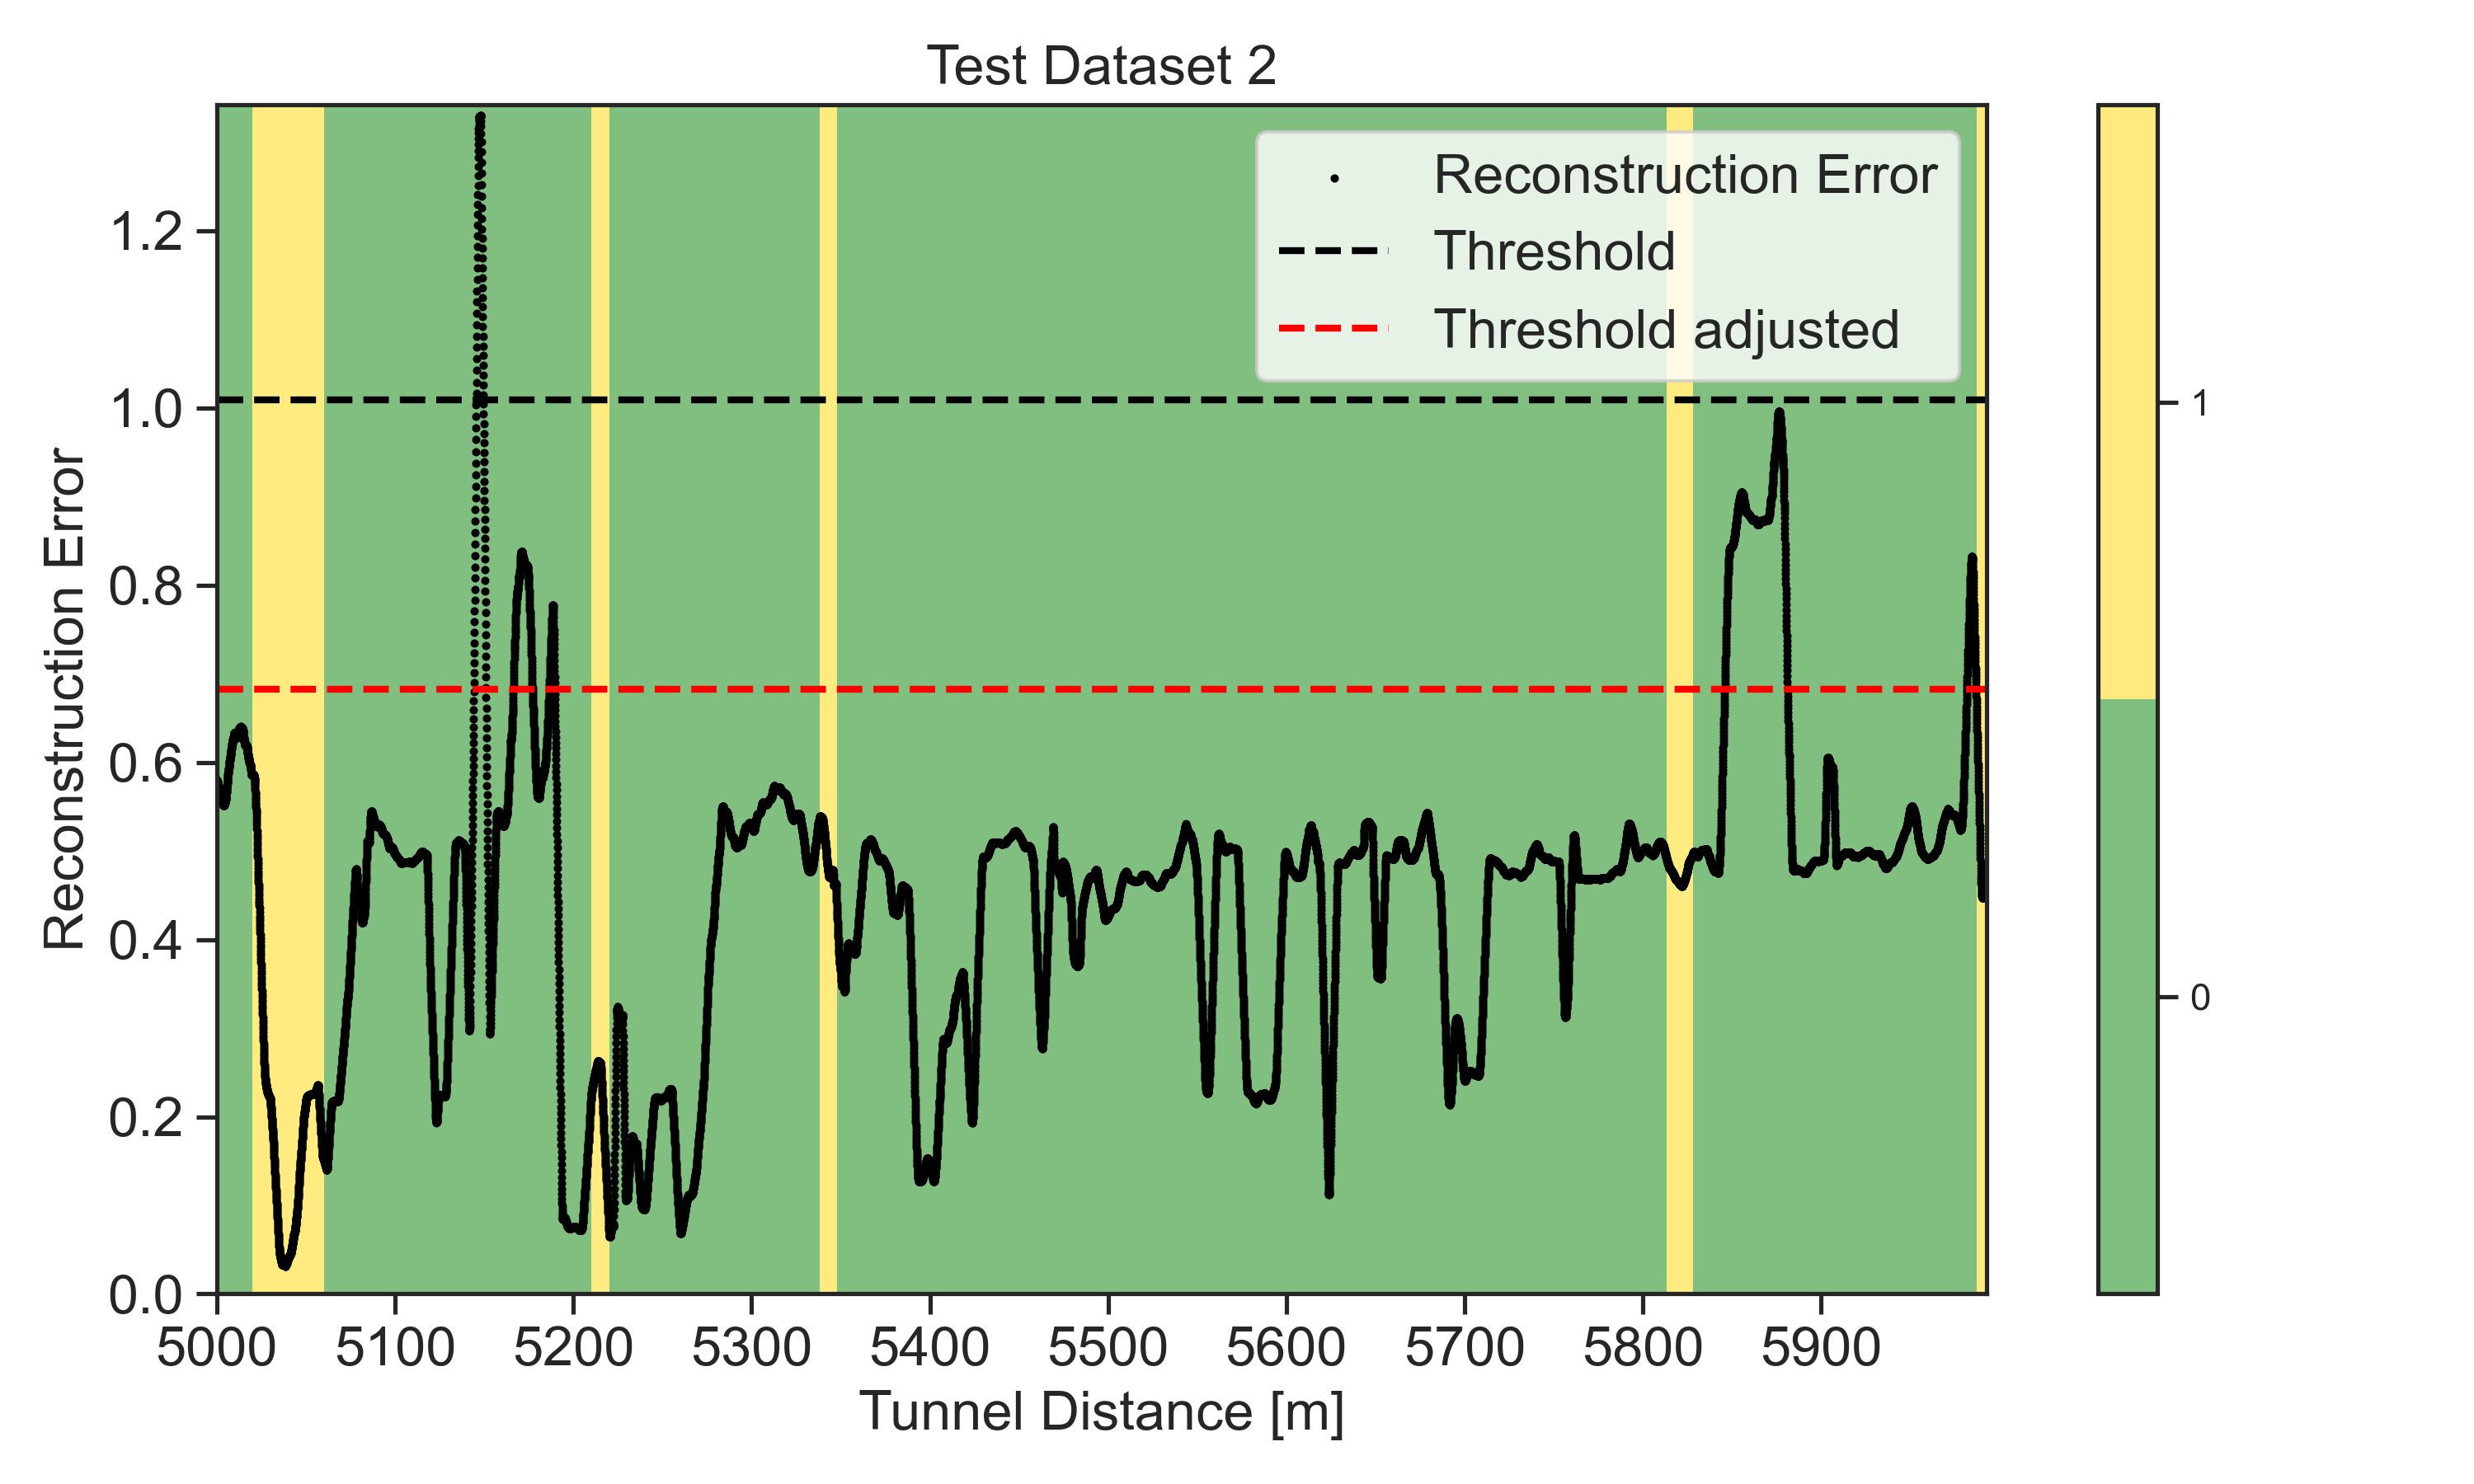 Test Dataset 2
Reconstruction Error
Threshold
Threshold adjusted
Reconstruction Error
1.2
1.0
0.8
0.6
0.4
0.2
0.0
5000 5100 5200 5300 5400 5500 5600 5700 5800 5900
Tunnel Distance [m]
1
0